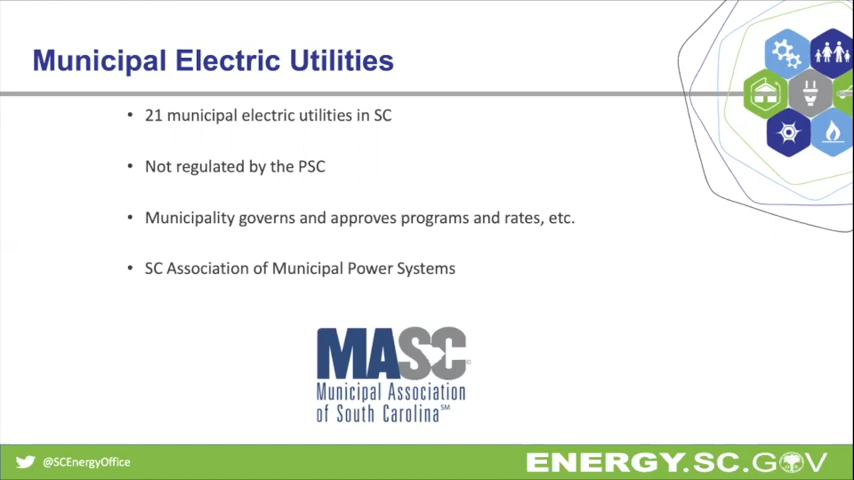 Municipal Electric Utilities
• 21 municipal electric utilities in SC
• Not regulated by the PSC
• Municipality governs and approves programs and rates, etc.
• SC Association of Municipal Power Systems
MASC©
Municipal Association
of South Carolina℠
@SCEnergyOffice
ENERGY.SC.GOV